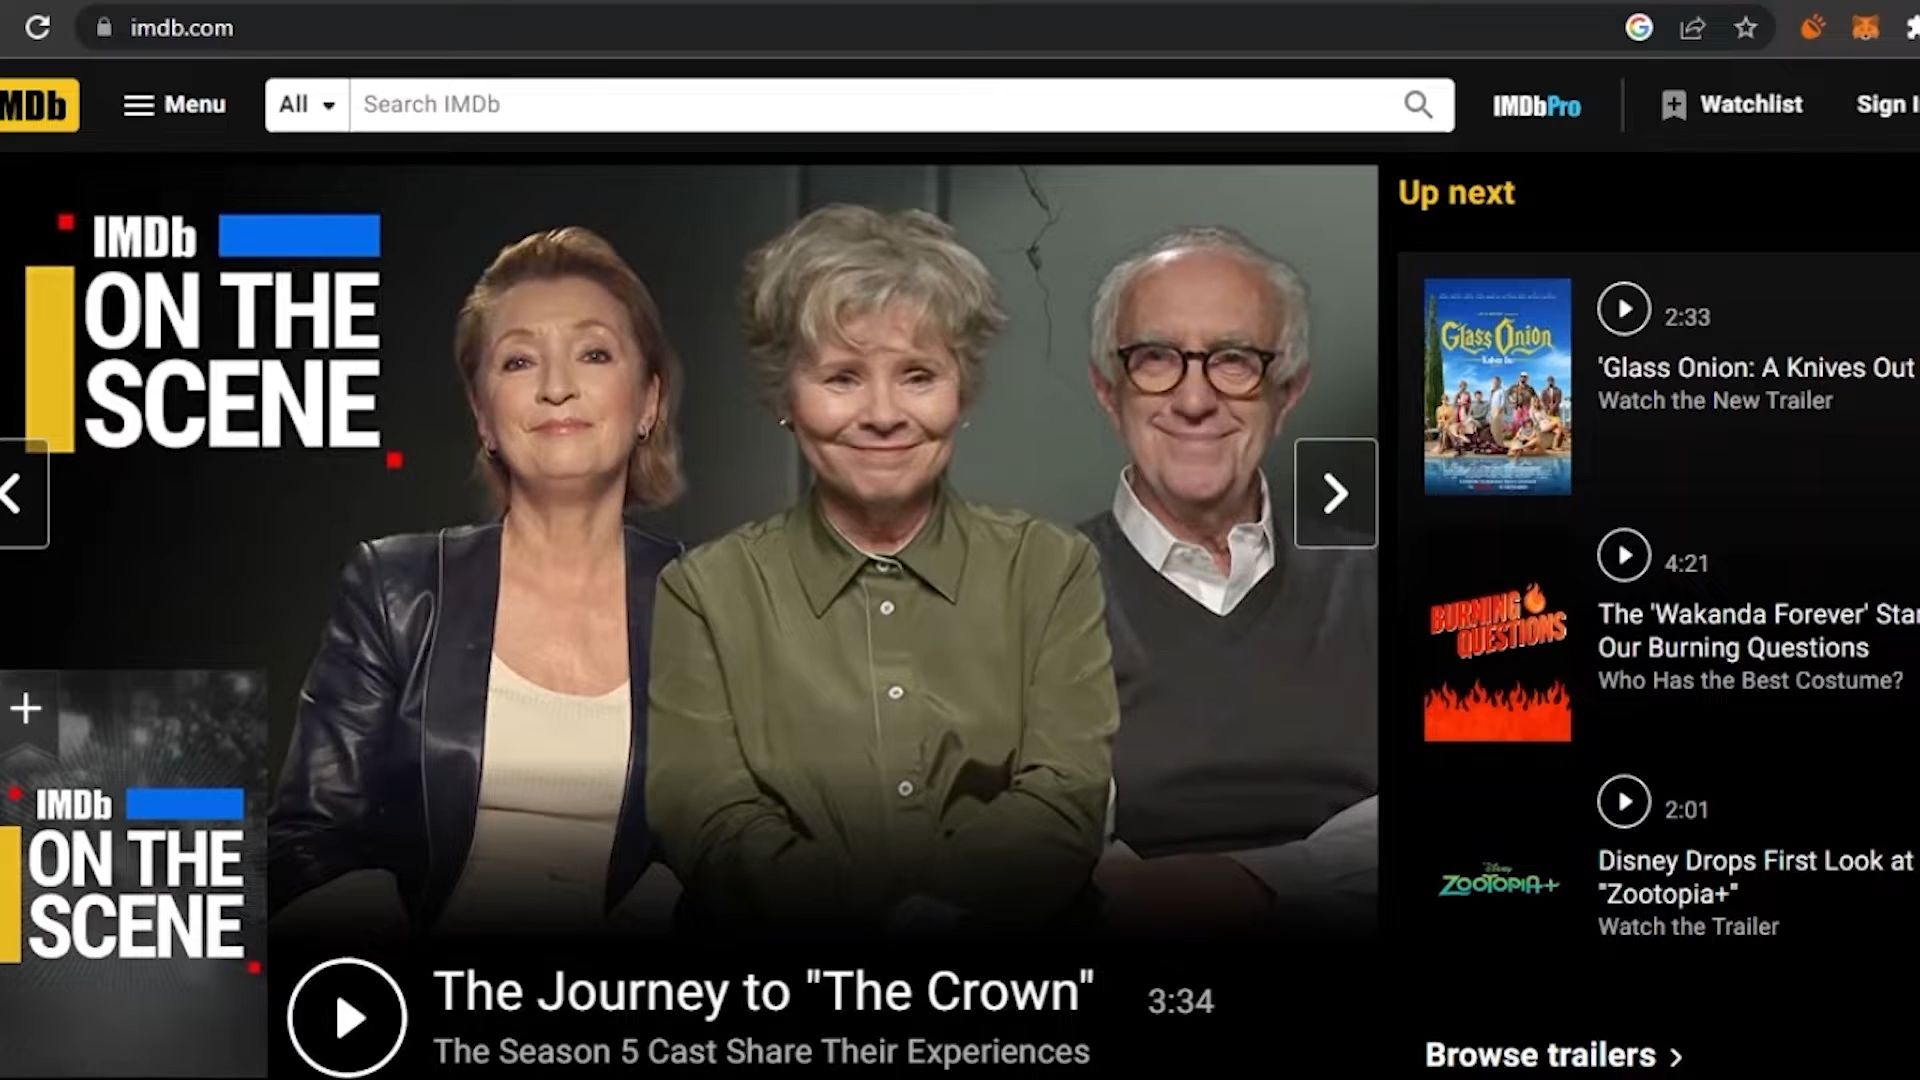 imdb.com
MDb
Menu
All
Search IMDb
IMDbPro
Watchlist
Sign I
IMDb
ON THE
SCENE
Up next
Glass Onion
2:33
'Glass Onion: A Knives Out
Watch the New Trailer
BURNING
QUESTIONS
4:21
The 'Wakanda Forever' Star
Our Burning Questions
Who Has the Best Costume?
Disney
ZOOTOPIA+
2:01
Disney Drops First Look at
"Zootopia+"
Watch the Trailer
IMDb
ON THE
SCENE
The Journey to "The Crown"
3:34
The Season 5 Cast Share Their Experiences
Browse trailers